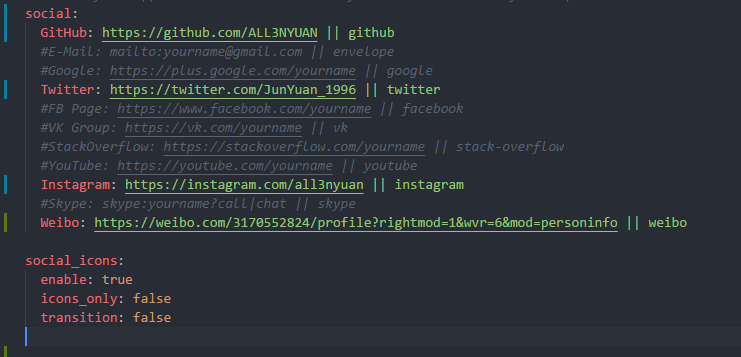 social:
GitHub: https://github.com/ALL3NYUAN || github
#E-Mail: mailto:yourname@gmail.com || envelope
#Google: https://plus.google.com/yourname || google
Twitter: https://twitter.com/JunYuan_1996 || twitter
#FB Page: https://www.facebook.com/yourname || facebook
#VK Group: https://vk.com/yourname || vk
#StackOverflow: https://stackoverflow.com/yourname || stack-overflow
#YouTube: https://youtube.com/yourname || youtube
Instagram: https://instagram.com/all3nyuan || instagram
#Skype: skype:yourname?call|chat || skype
Weibo: https://weibo.com/3170552824/profile?rightmod=1&wvr=6&mod=personinfo || weibo
social_icons:
enable: true
icons_only: false
transition: false